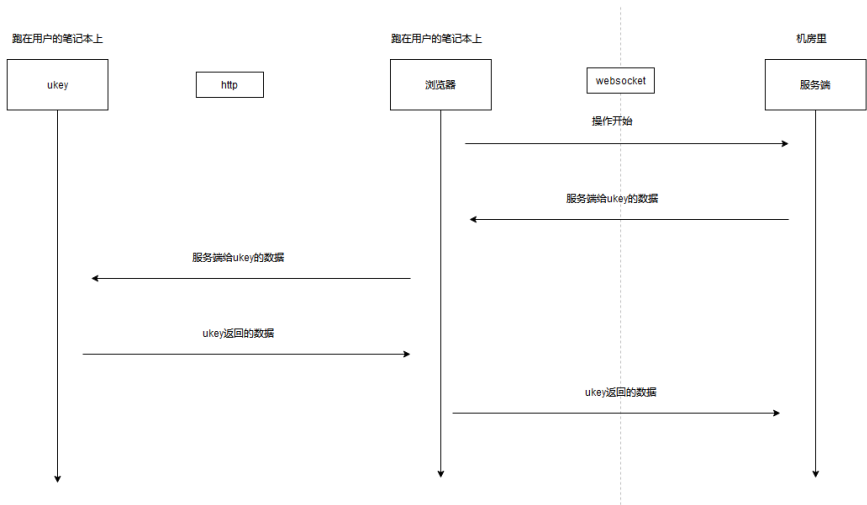 跑在用户的笔记本上
跑在用户的笔记本上
机房里
ukey
http
浏览器
websocket
服务端
操作开始
服务端给ukey的数据
服务端给ukey的数据
ukey返回的数据
ukey返回的数据